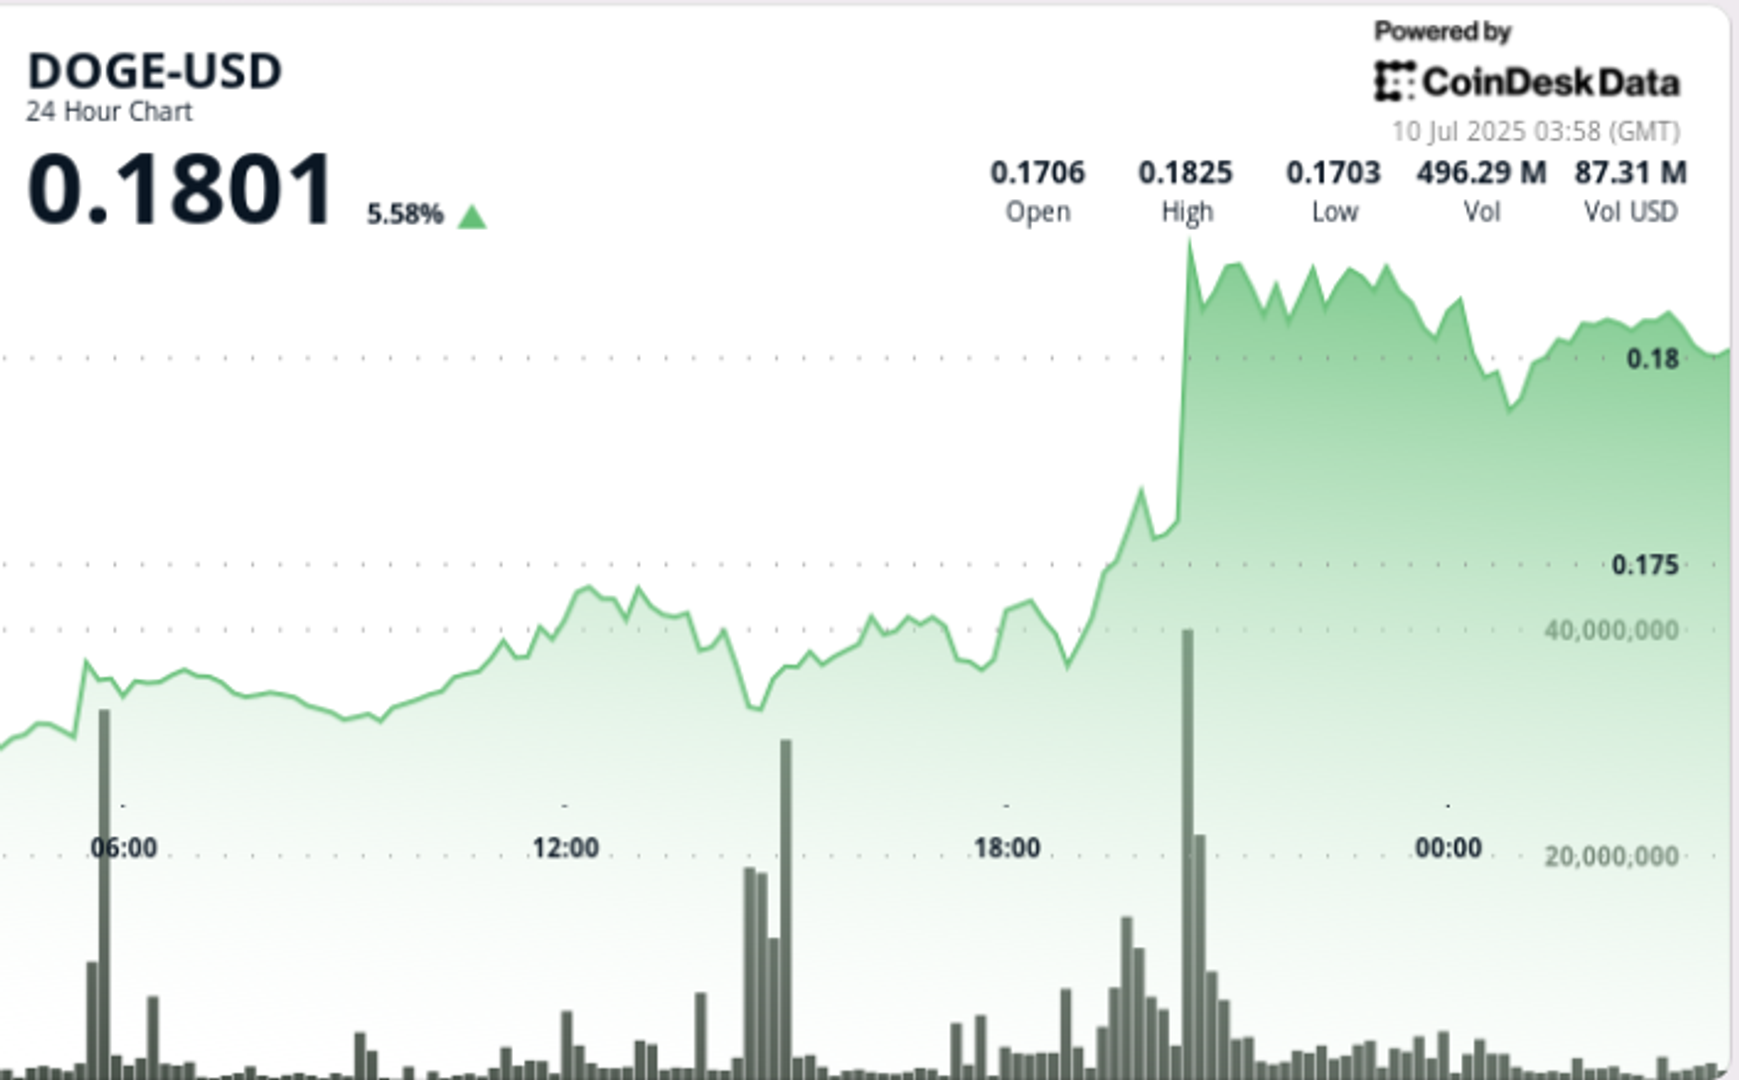 DOGE-USD
24 Hour Chart
0.1801 5.58%
Powered by
CoinDesk Data
10 Jul 2025 03:58 (GMT)
0.1706 0.1825 0.1703 496.29 M 87.31 M
Open High Low Vol Vol USD
0.18
0.175
40,000,000
06:00 12:00 18:00 00:00
20,000,000